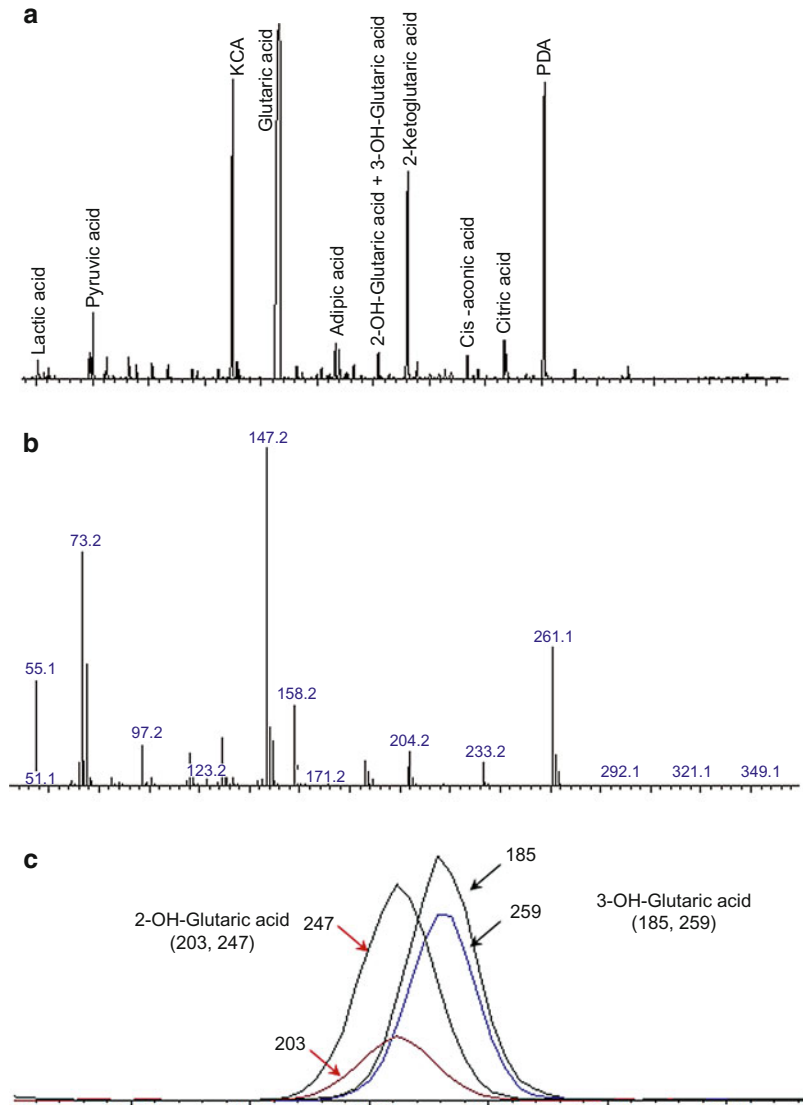 a
Lactic acid
Pyruvic acid
KCA
Glutaric acid
Adipic acid
2-OH-Glutaric acid + 3-OH-Glutaric acid
2-Ketoglutaric acid
Cis -aconic acid
Citric acid
PDA
b
147.2
73.2
261.1
55.1
158.2
97.2
204.2
233.2
51.1
123.2
171.2
292.1
321.1
349.1
c
185
2-OH-Glutaric acid
(203, 247)
247
259
3-OH-Glutaric acid
(185, 259)
203